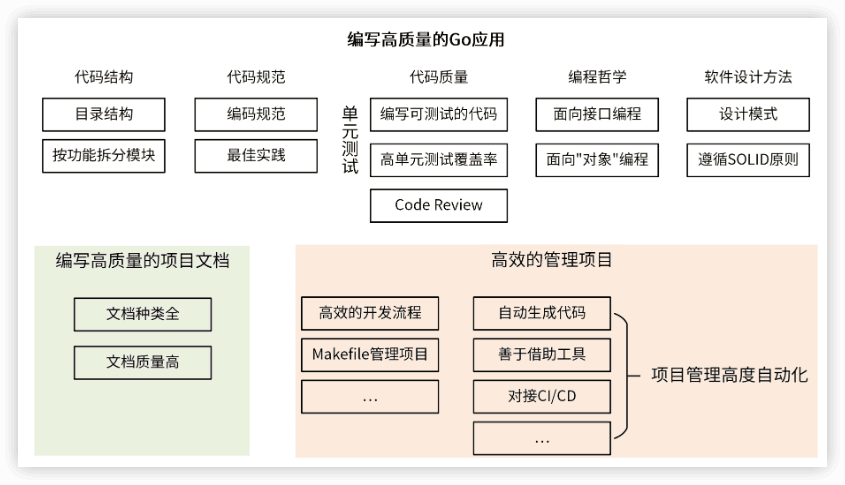 编写高质量的Go应用
代码结构
目录结构
按功能拆分模块
代码规范
编码规范
最佳实践
单元测试
代码质量
编写可测试的代码
高单元测试覆盖率
Code Review
编程哲学
面向接口编程
面向"对象"编程
软件设计方法
设计模式
遵循SOLID原则
编写高质量的项目文档
文档种类全
文档质量高
高效的管理项目
高效的开发流程
Makefile管理项目
…
自动生成代码
善于借助工具
对接CI/CD
…
项目管理高度自动化